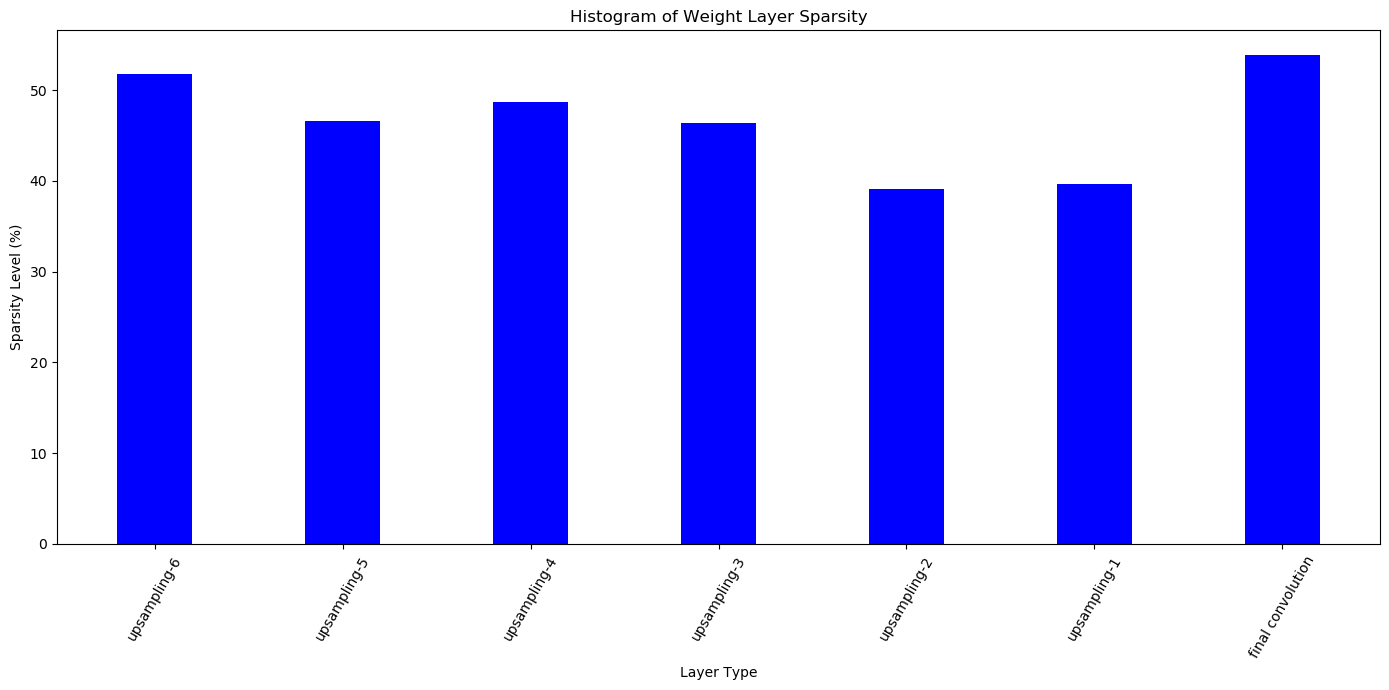 Histogram of Weight Layer Sparsity
Sparsity Level (%)
50
40
30
20
10
0
upsampling-6
upsampling-5
upsampling-4
upsampling-3
upsampling-2
upsampling-1
final convolution
Layer Type